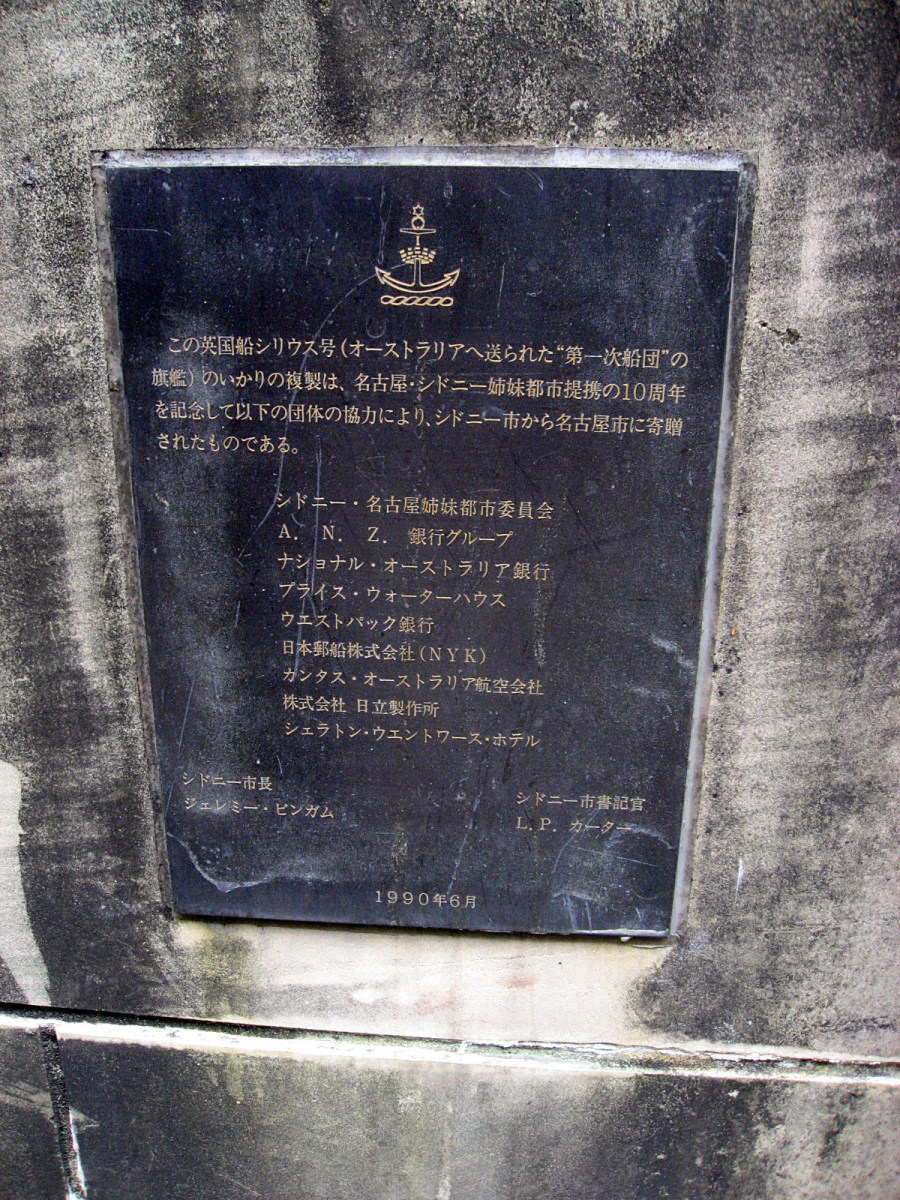 この英国船シリウス号(オーストラリアへ送られた“第一次船団”の
旗艦)のいかりの複製は、名古屋・シドニー姉妹都市提携の10周年
を記念して以下の団体の協力により、シドニー市から名古屋市に寄贈
されたものである。
シドニー・名古屋姉妹都市委員会
A. N. Z. 銀行グループ
ナショナル・オーストラリア銀行
プライス・ウォーターハウス
ウエストパック銀行
日本郵船株式会社(NYK)
カンタス・オーストラリア航空会社
株式会社 日立製作所
シェラトン・ウエントワース・ホテル
シドニー市長
ジェレミー・ビンガム
シドニー市書記官
L.P. カーター
1990年6月